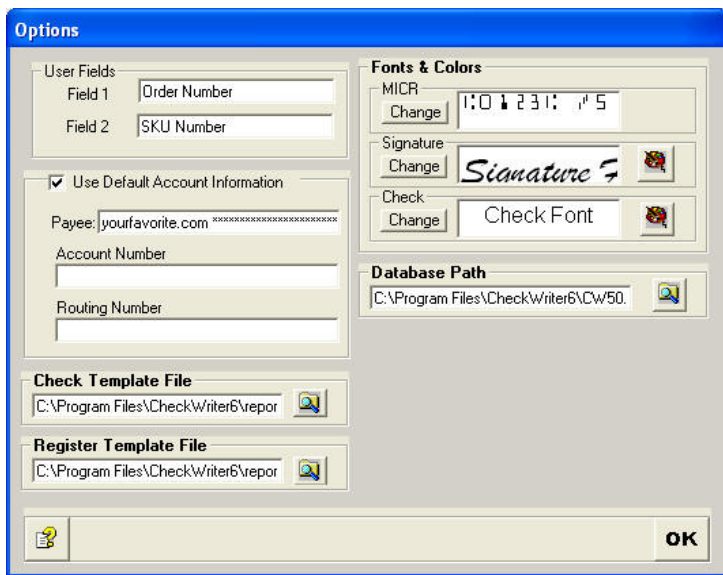 Options
User Fields
Field 1 Order Number
Field 2 SKU Number
Use Default Account Information
Payee: yourfavorite.com ***********************
Account Number
Routing Number
Check Template File
C:\Program Files\CheckWriter6\repor
Register Template File
C:\Program Files\CheckWriter6\repor
Fonts & Colors
MICR
Change ⑆01231⑆ ⑈45
Signature
Change Signature F
Check
Change Check Font
Database Path
C:\Program Files\CheckWriter6\CW50.
OK